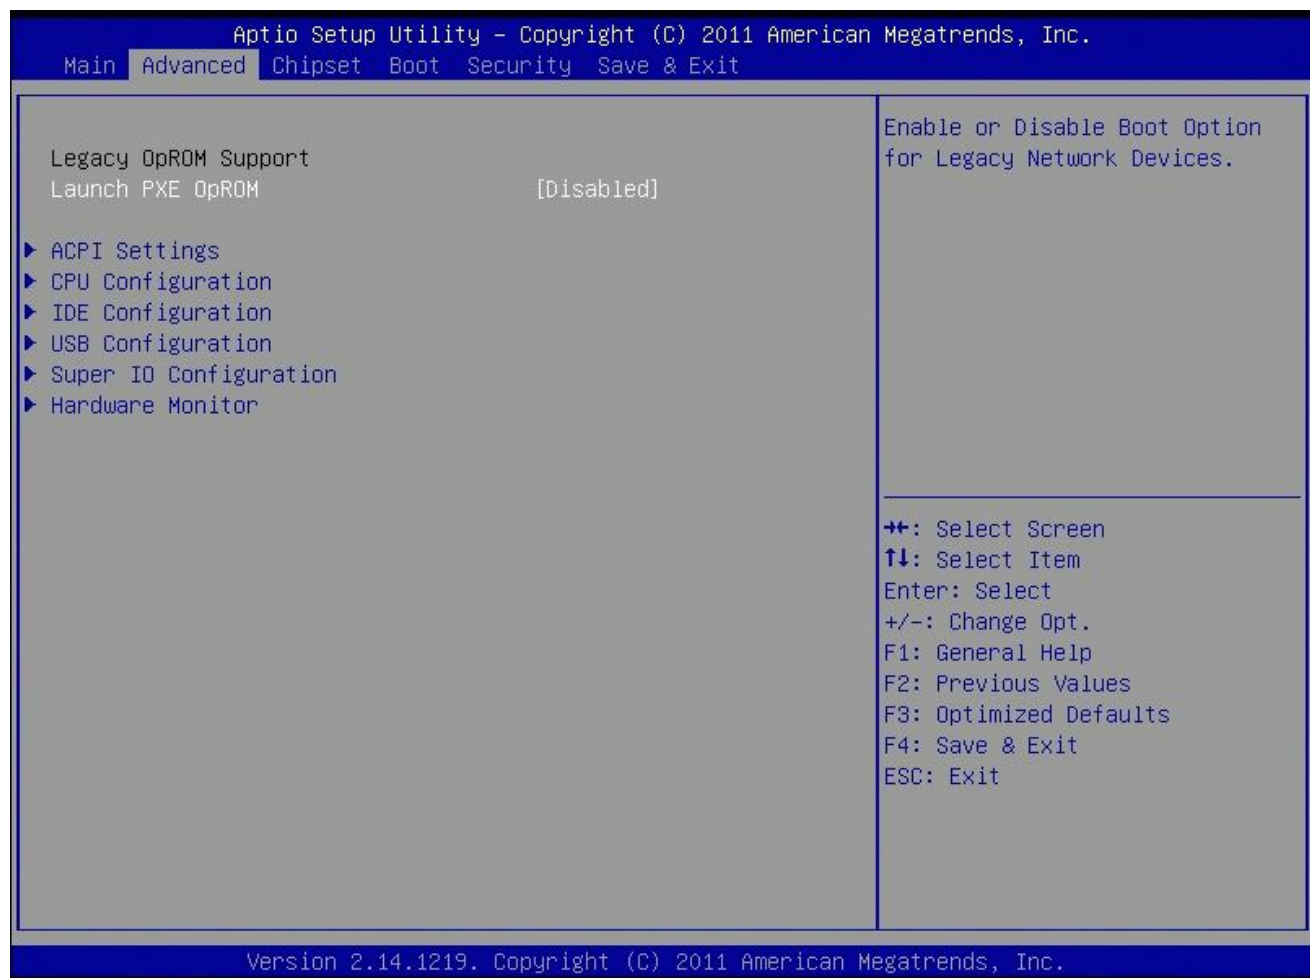 Aptio Setup Utility – Copyright (C) 2011 American Megatrends, Inc.
Main Advanced Chipset Boot Security Save & Exit
Legacy OpROM Support
Launch PXE OpROM [Disabled]
▶ ACPI Settings
▶ CPU Configuration
▶ IDE Configuration
▶ USB Configuration
▶ Super IO Configuration
▶ Hardware Monitor
Enable or Disable Boot Option
for Legacy Network Devices.
→←: Select Screen
↑↓: Select Item
Enter: Select
+/-: Change Opt.
F1: General Help
F2: Previous Values
F3: Optimized Defaults
F4: Save & Exit
ESC: Exit
Version 2.14.1219. Copyright (C) 2011 American Megatrends, Inc.